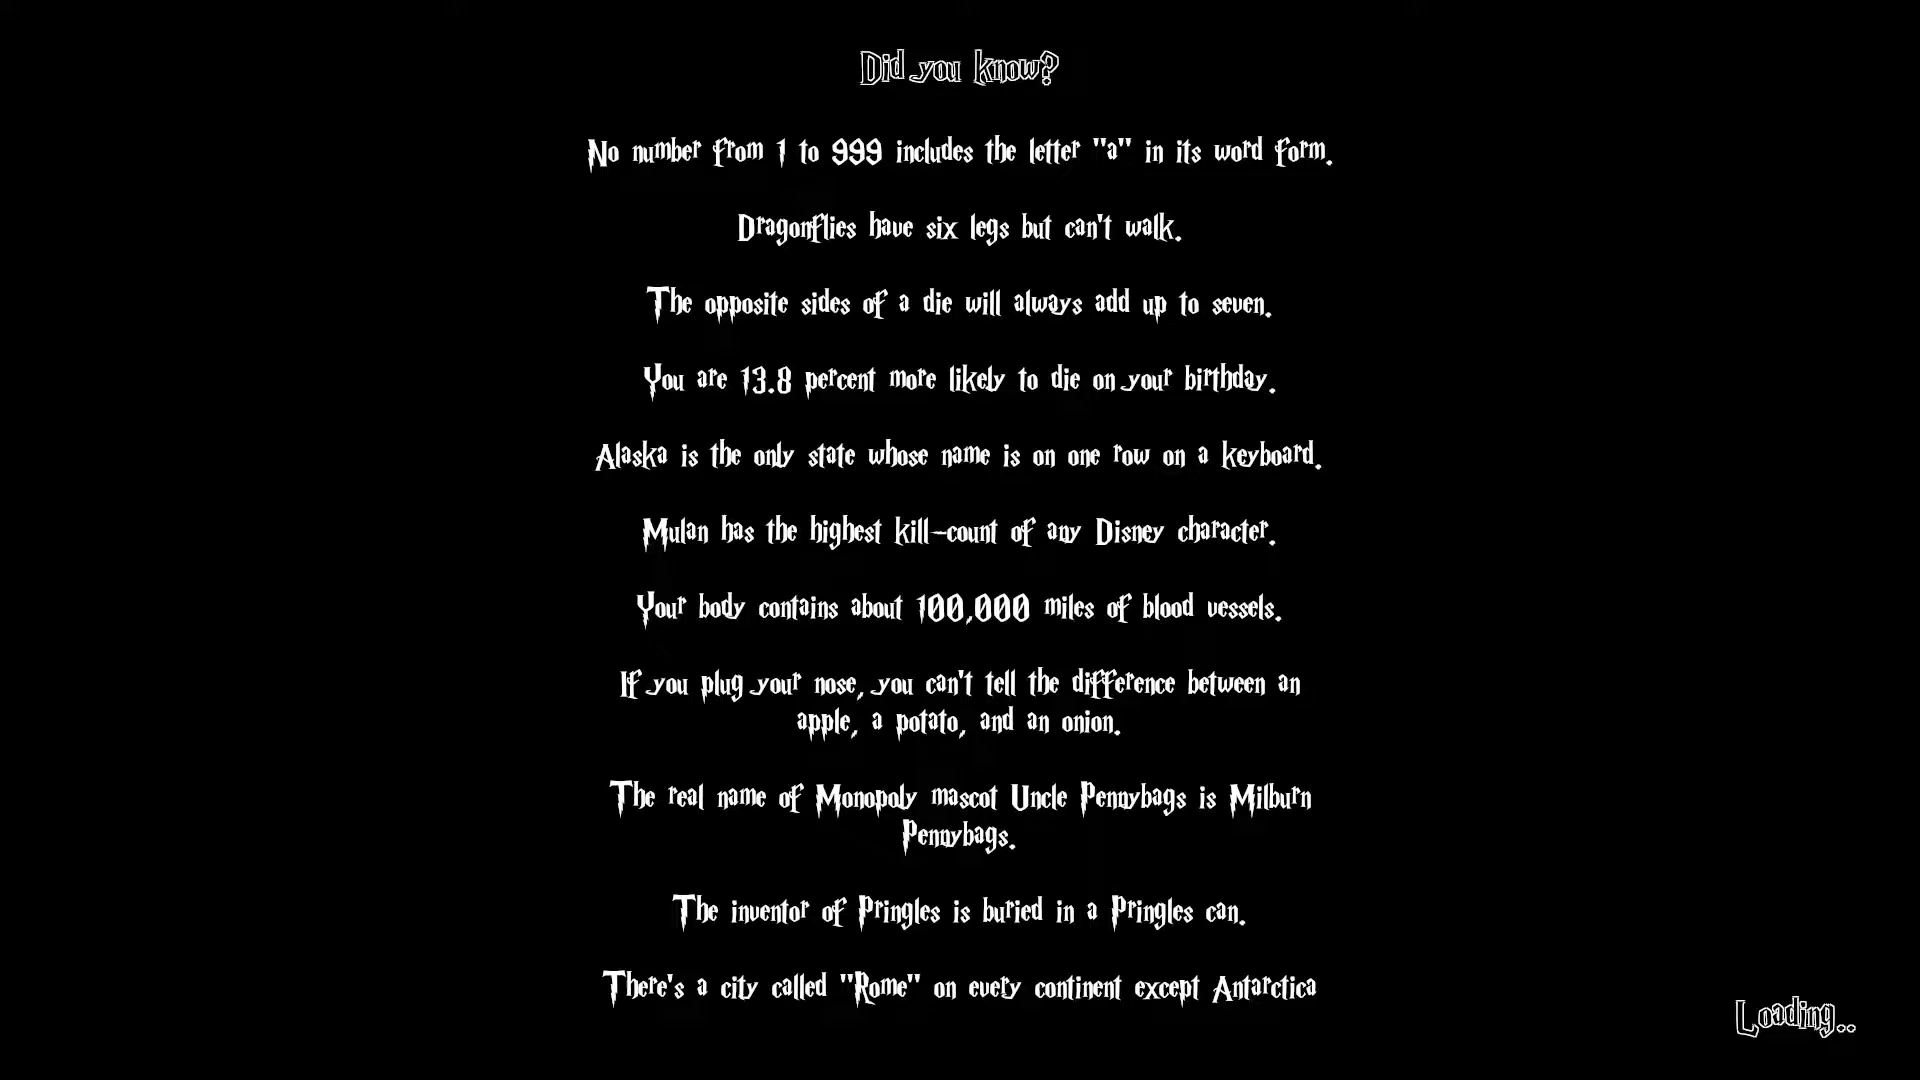 Did you know?
No number from 1 to 999 includes the letter "a" in its word form.
Dragonflies have six legs but can't walk.
The opposite sides of a die will always add up to seven.
You are 13.8 percent more likely to die on your birthday.
Alaska is the only state whose name is on one row on a keyboard.
Mulan has the highest kill-count of any Disney character.
Your body contains about 100,000 miles of blood vessels.
If you plug your nose, you can't tell the difference between an
apple, a potato, and an onion.
The real name of Monopoly mascot Uncle Pennybags is Milburn
Pennybags.
The inventor of Pringles is buried in a Pringles can.
There's a city called "Rome" on every continent except Antarctica
Loading..